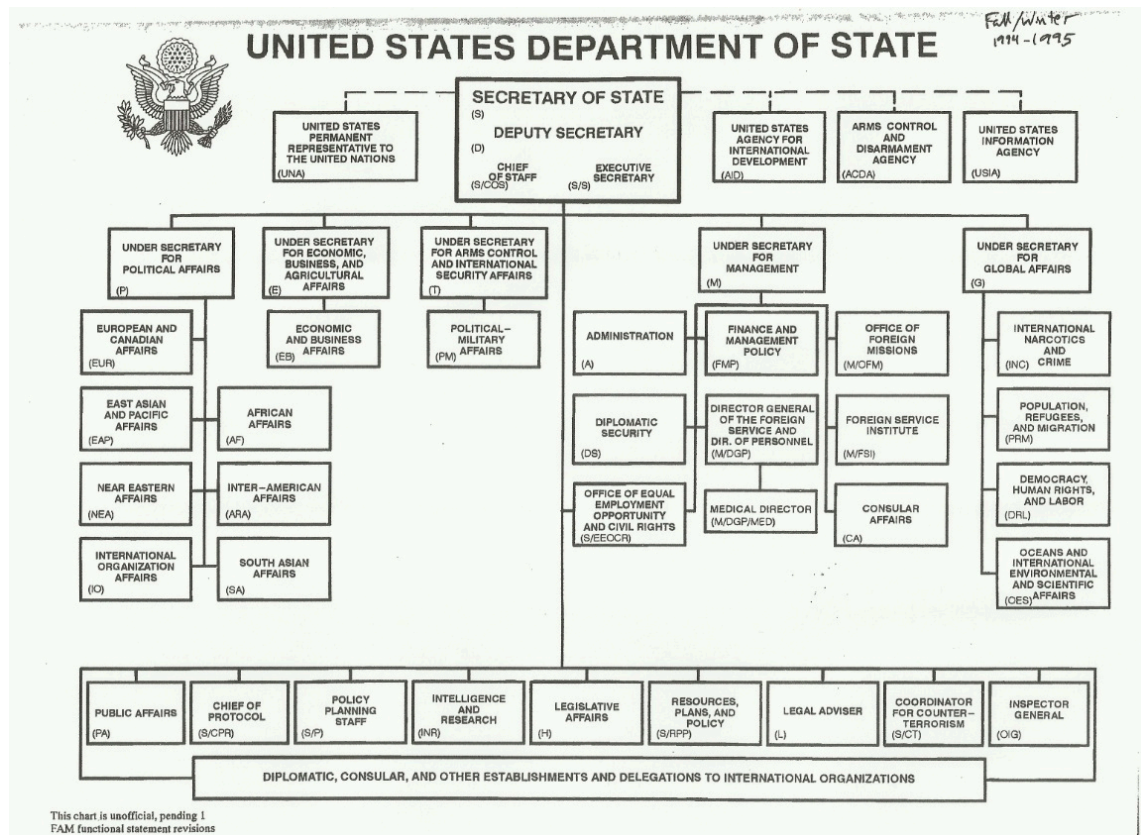 Fall/Winter
1994-1995
UNITED STATES DEPARTMENT OF STATE
SECRETARY OF STATE
(S)
DEPUTY SECRETARY
(D)
CHIEF
OF STAFF
(S/COS)
EXECUTIVE
SECRETARY
(S/S)
UNITED STATES
PERMANENT
REPRESENTATIVE TO
THE UNITED NATIONS
(UNA)
UNITED STATES
AGENCY FOR
INTERNATIONAL
DEVELOPMENT
(AID)
ARMS CONTROL
AND
DISARMAMENT
AGENCY
(ACDA)
UNITED STATES
INFORMATION
AGENCY
(USIA)
UNDER SECRETARY
FOR
POLITICAL AFFAIRS
(P)
UNDER SECRETARY
FOR ECONOMIC,
BUSINESS, AND
AGRICULTURAL
AFFAIRS
(E)
UNDER SECRETARY
FOR ARMS CONTROL
AND INTERNATIONAL
SECURITY AFFAIRS
(T)
UNDER SECRETARY
FOR
MANAGEMENT
(M)
UNDER SECRETARY
FOR
GLOBAL AFFAIRS
(G)
EUROPEAN AND
CANADIAN
AFFAIRS
(EUR)
ECONOMIC
AND BUSINESS
AFFAIRS
(EB)
POLITICAL-
MILITARY
AFFAIRS
(PM)
ADMINISTRATION
(A)
FINANCE AND
MANAGEMENT
POLICY
(FMP)
OFFICE OF
FOREIGN
MISSIONS
(M/OFM)
INTERNATIONAL
NARCOTICS
AND
CRIME
(INC)
EAST ASIAN
AND PACIFIC
AFFAIRS
(EAP)
AFRICAN
AFFAIRS
(AF)
DIPLOMATIC
SECURITY
(DS)
DIRECTOR GENERAL
OF THE FOREIGN
SERVICE AND
DIR. OF PERSONNEL
(M/DGP)
FOREIGN SERVICE
INSTITUTE
(M/FSI)
POPULATION,
REFUGEES,
AND MIGRATION
(PRM)
NEAR EASTERN
AFFAIRS
(NEA)
INTER-AMERICAN
AFFAIRS
(ARA)
OFFICE OF EQUAL
EMPLOYMENT
OPPORTUNITY
AND CIVIL RIGHTS
(S/EEOCR)
MEDICAL DIRECTOR
(M/DGP/MED)
CONSULAR
AFFAIRS
(CA)
DEMOCRACY,
HUMAN RIGHTS,
AND LABOR
(DRL)
INTERNATIONAL
ORGANIZATION
AFFAIRS
(IO)
SOUTH ASIAN
AFFAIRS
(SA)
OCEANS AND
INTERNATIONAL
ENVIRONMENTAL
AND SCIENTIFIC
AFFAIRS
(OES)
PUBLIC AFFAIRS
(PA)
CHIEF OF
PROTOCOL
(S/CPR)
POLICY
PLANNING
STAFF
(S/P)
INTELLIGENCE
AND
RESEARCH
(INR)
LEGISLATIVE
AFFAIRS
(H)
RESOURCES,
PLANS, AND
POLICY
(S/RPP)
LEGAL ADVISER
(L)
COORDINATOR
FOR COUNTER-
TERRORISM
(S/CT)
INSPECTOR
GENERAL
(OIG)
DIPLOMATIC, CONSULAR, AND OTHER ESTABLISHMENTS AND DELEGATIONS TO INTERNATIONAL ORGANIZATIONS
This chart is unofficial, pending 1
FAM functional statement revisions